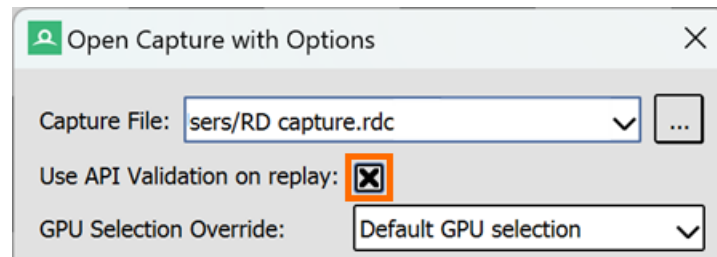 Open Capture with Options
Capture File: sers/RD capture.rdc ...
Use API Validation on replay:
GPU Selection Override: Default GPU selection